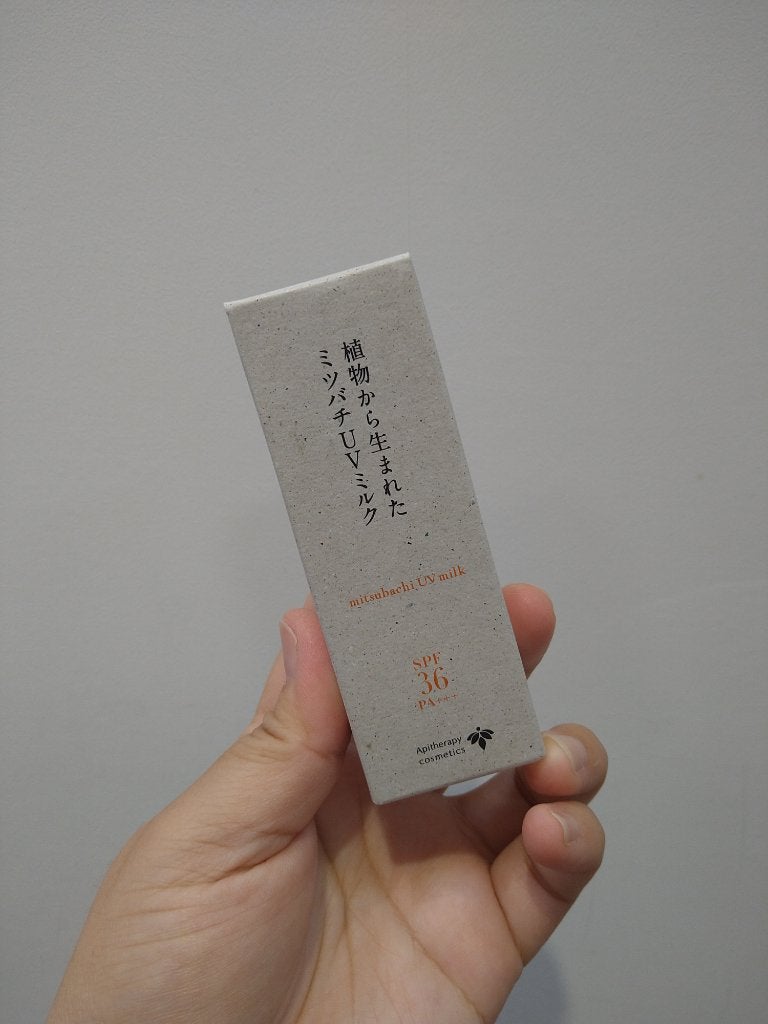 植物から生まれた
ミツバチUVミルク
mitsubachi UV milk
SPF
36
PA+++
Apitherapy
cosmetics